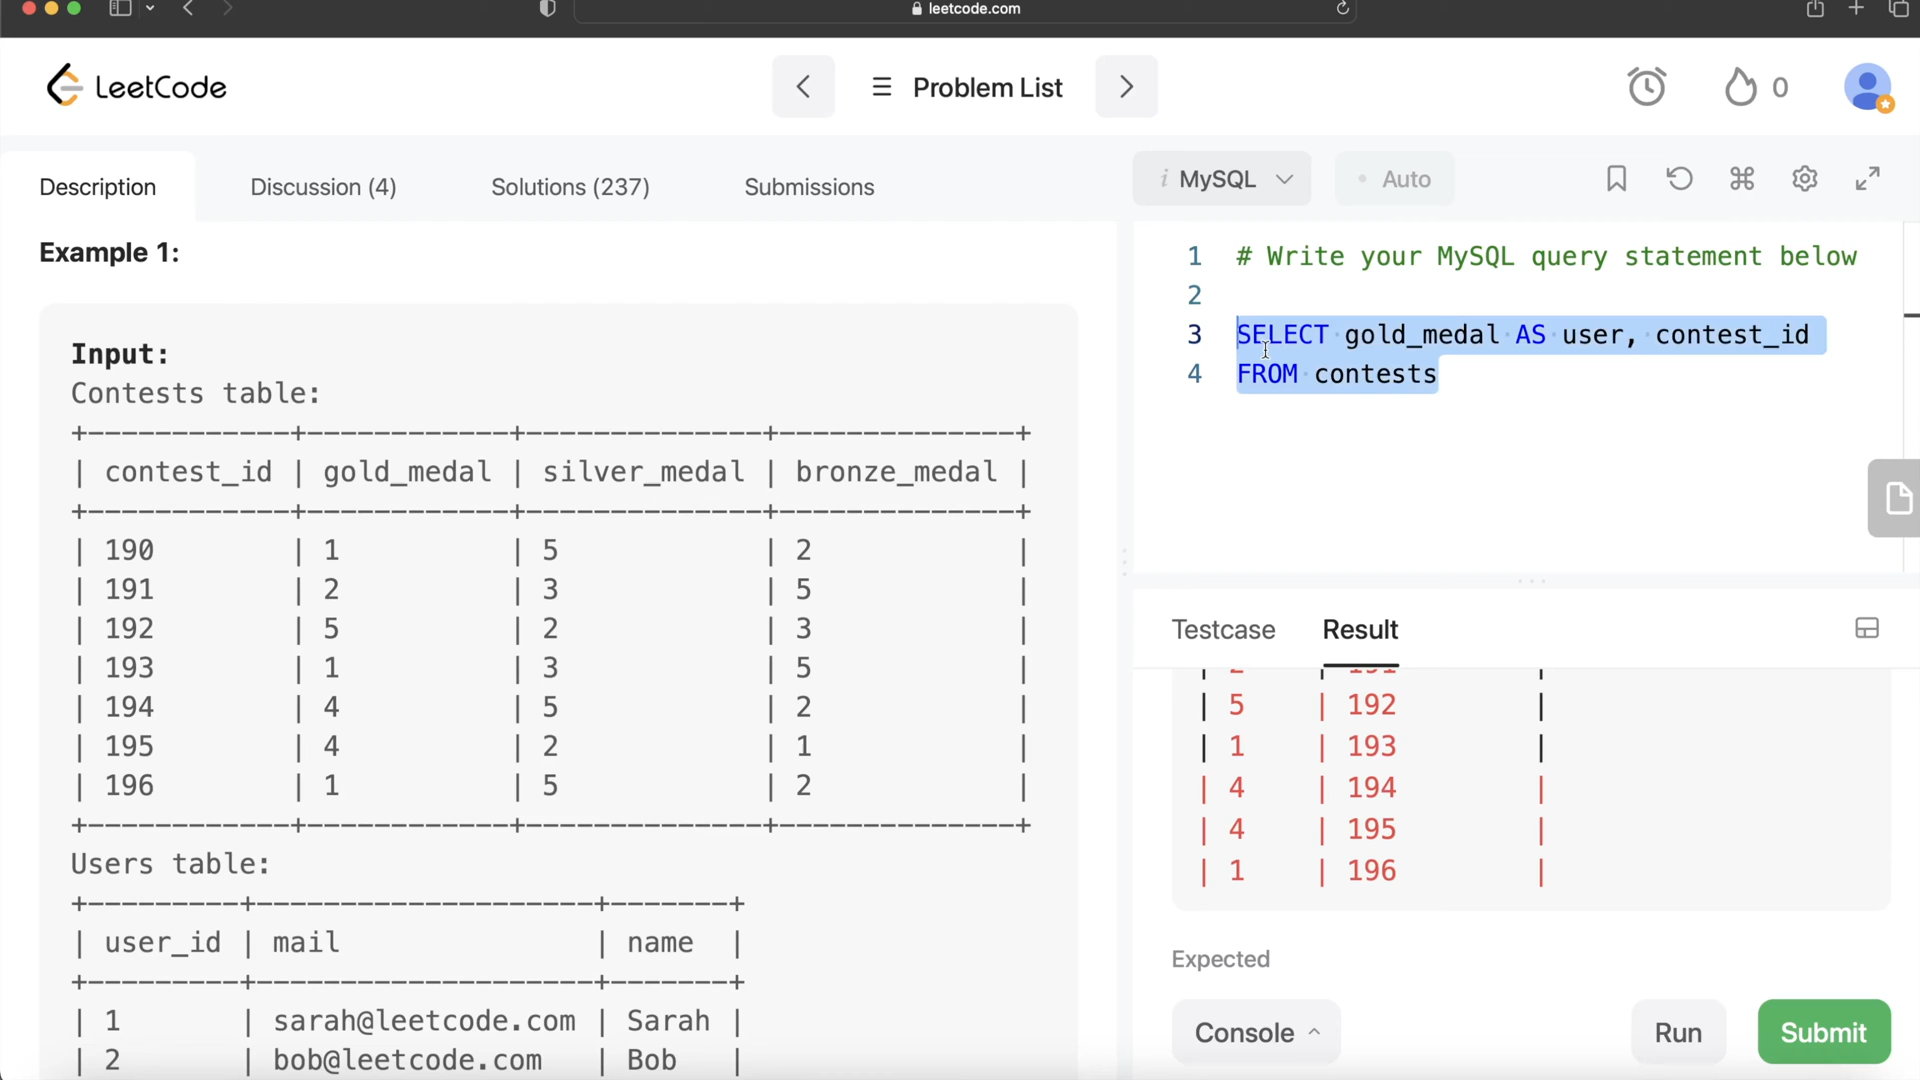 leetcode.com
LeetCode
Problem List
0
Description
Discussion (4)
Solutions (237)
Submissions
Example 1:
Input:
Contests table:
+------------+------------+--------------+--------------+
| contest_id | gold_medal | silver_medal | bronze_medal |
+------------+------------+--------------+--------------+
| 190 | 1 | 5 | 2 |
| 191 | 2 | 3 | 5 |
| 192 | 5 | 2 | 3 |
| 193 | 1 | 3 | 5 |
| 194 | 4 | 5 | 2 |
| 195 | 4 | 2 | 1 |
| 196 | 1 | 5 | 2 |
+------------+------------+--------------+--------------+
Users table:
+---------+--------------------+-------+
| user_id | mail | name |
+---------+--------------------+-------+
| 1 | sarah@leetcode.com | Sarah |
| 2 | bob@leetcode.com | Bob |
i MySQL
Auto
1 # Write your MySQL query statement below
2
3 SELECT gold_medal AS user, contest_id
4 FROM contests
Testcase
Result
| 5 | 192 |
| 1 | 193 |
| 4 | 194 |
| 4 | 195 |
| 1 | 196 |
Expected
Console
Run
Submit